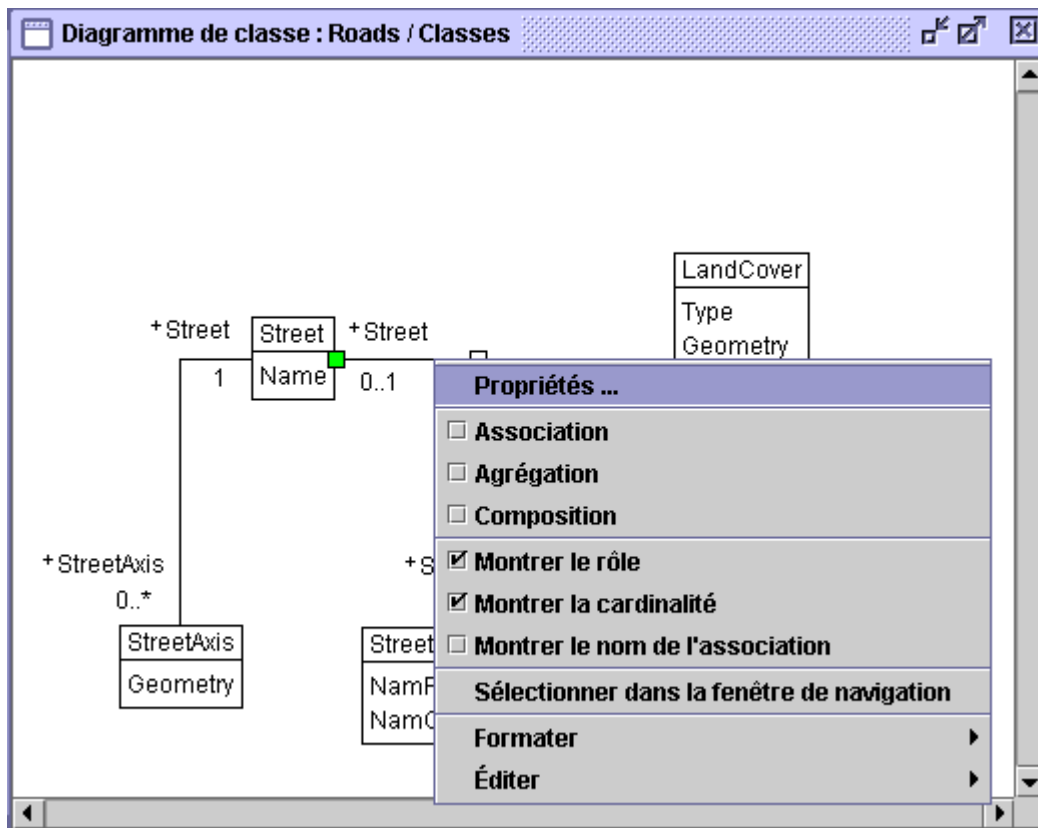 Diagramme de classe : Roads / Classes
LandCover
Type
Geometry
+Street
Street
+Street
1
Name
0..1
Propriétés ...
Association
Agrégation
Composition
Montrer le rôle
Montrer la cardinalité
Montrer le nom de l'association
Sélectionner dans la fenêtre de navigation
Formater
Éditer
+StreetAxis
0..*
StreetAxis
Geometry
+S
Street